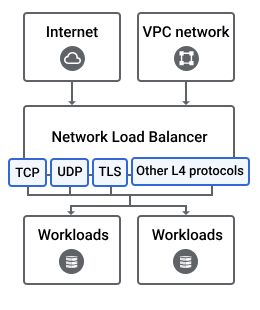 Internet
VPC network
Network Load Balancer
TCP
UDP
TLS
Other L4 protocols
Workloads
Workloads